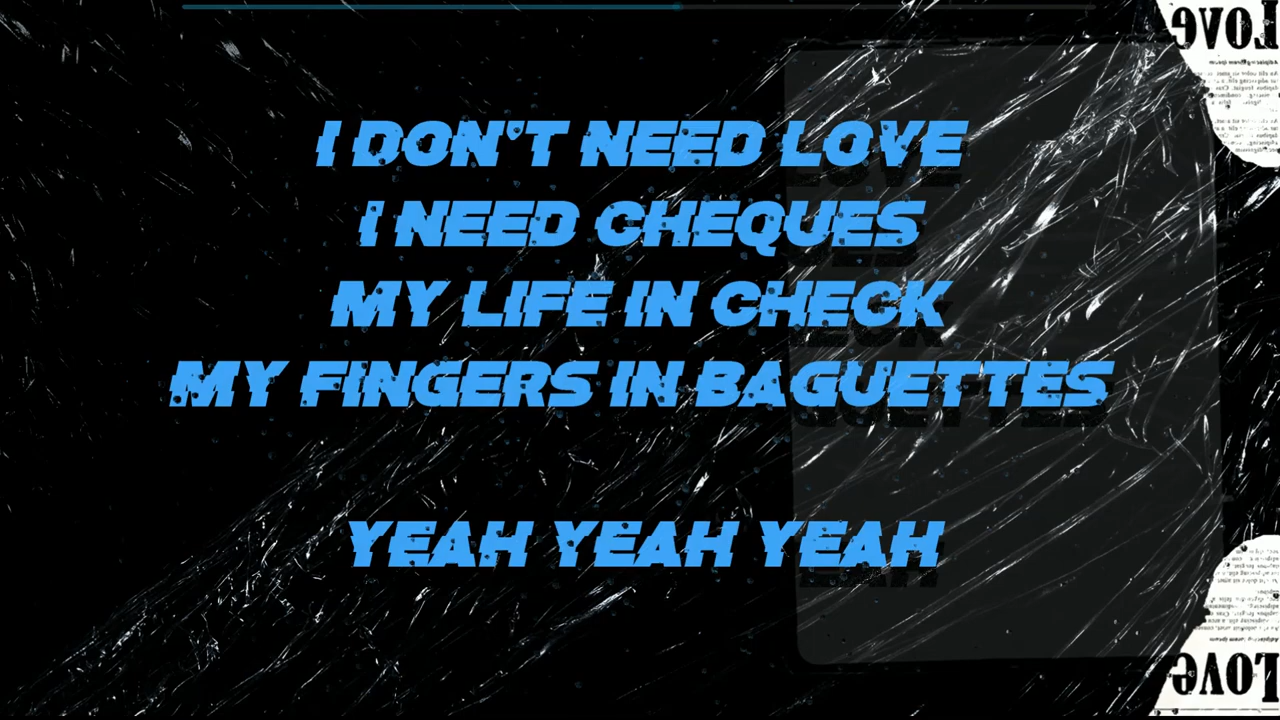 Love
I DON'T NEED LOVE
I NEED CHEQUES
MY LIFE IN CHECK
MY FINGERS IN BAGUETTES
YEAH YEAH YEAH
Love